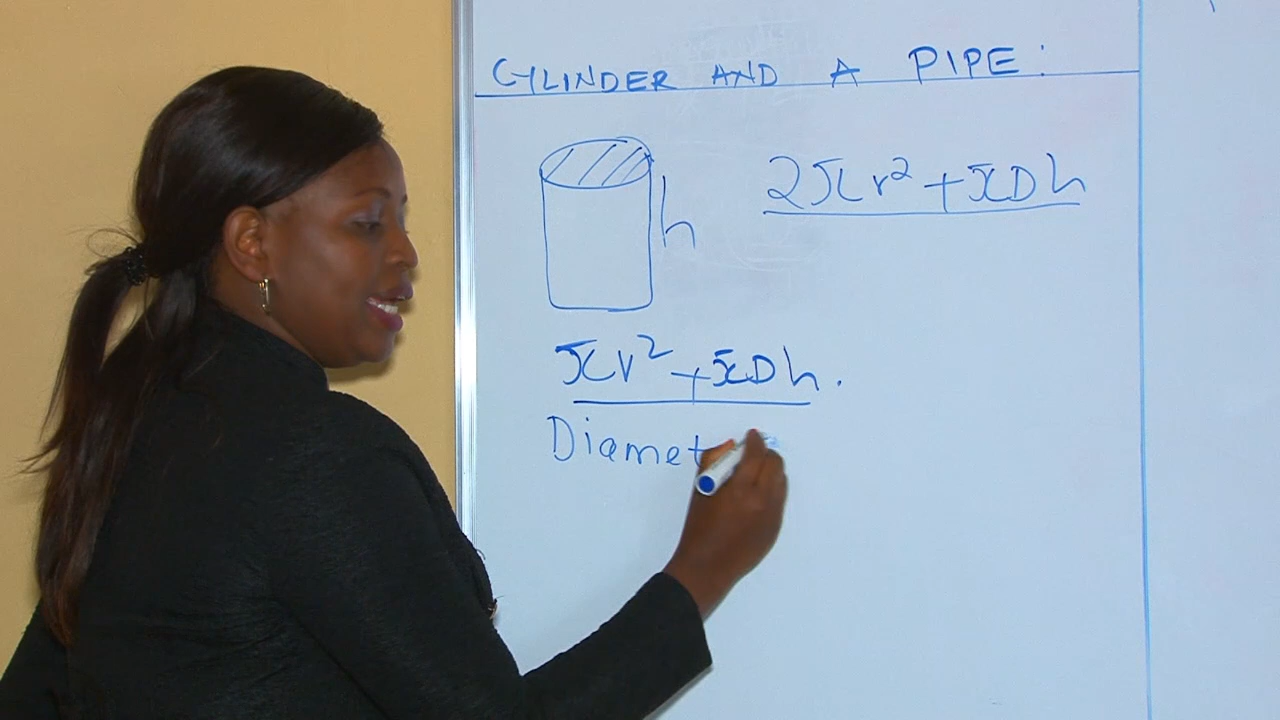 CYLINDER AND A PIPE:
2πr² + πDh
h
πr² + πDh.
Diamet